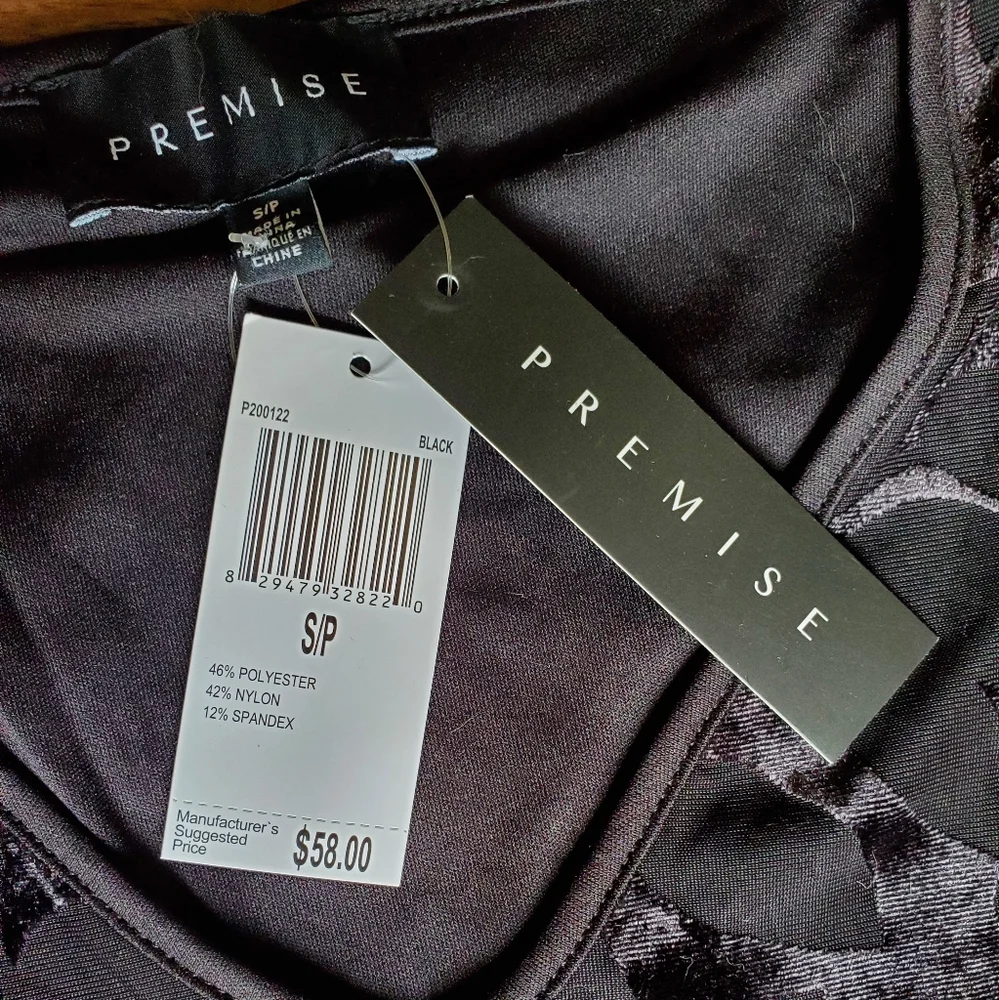 PREMISE
S/P
MADE IN
CHINE
P200122
BLACK
8 29479 32822 0
S/P
46% POLYESTER
42% NYLON
12% SPANDEX
Manufacturer`s
Suggested
Price
$58.00
PREMISE